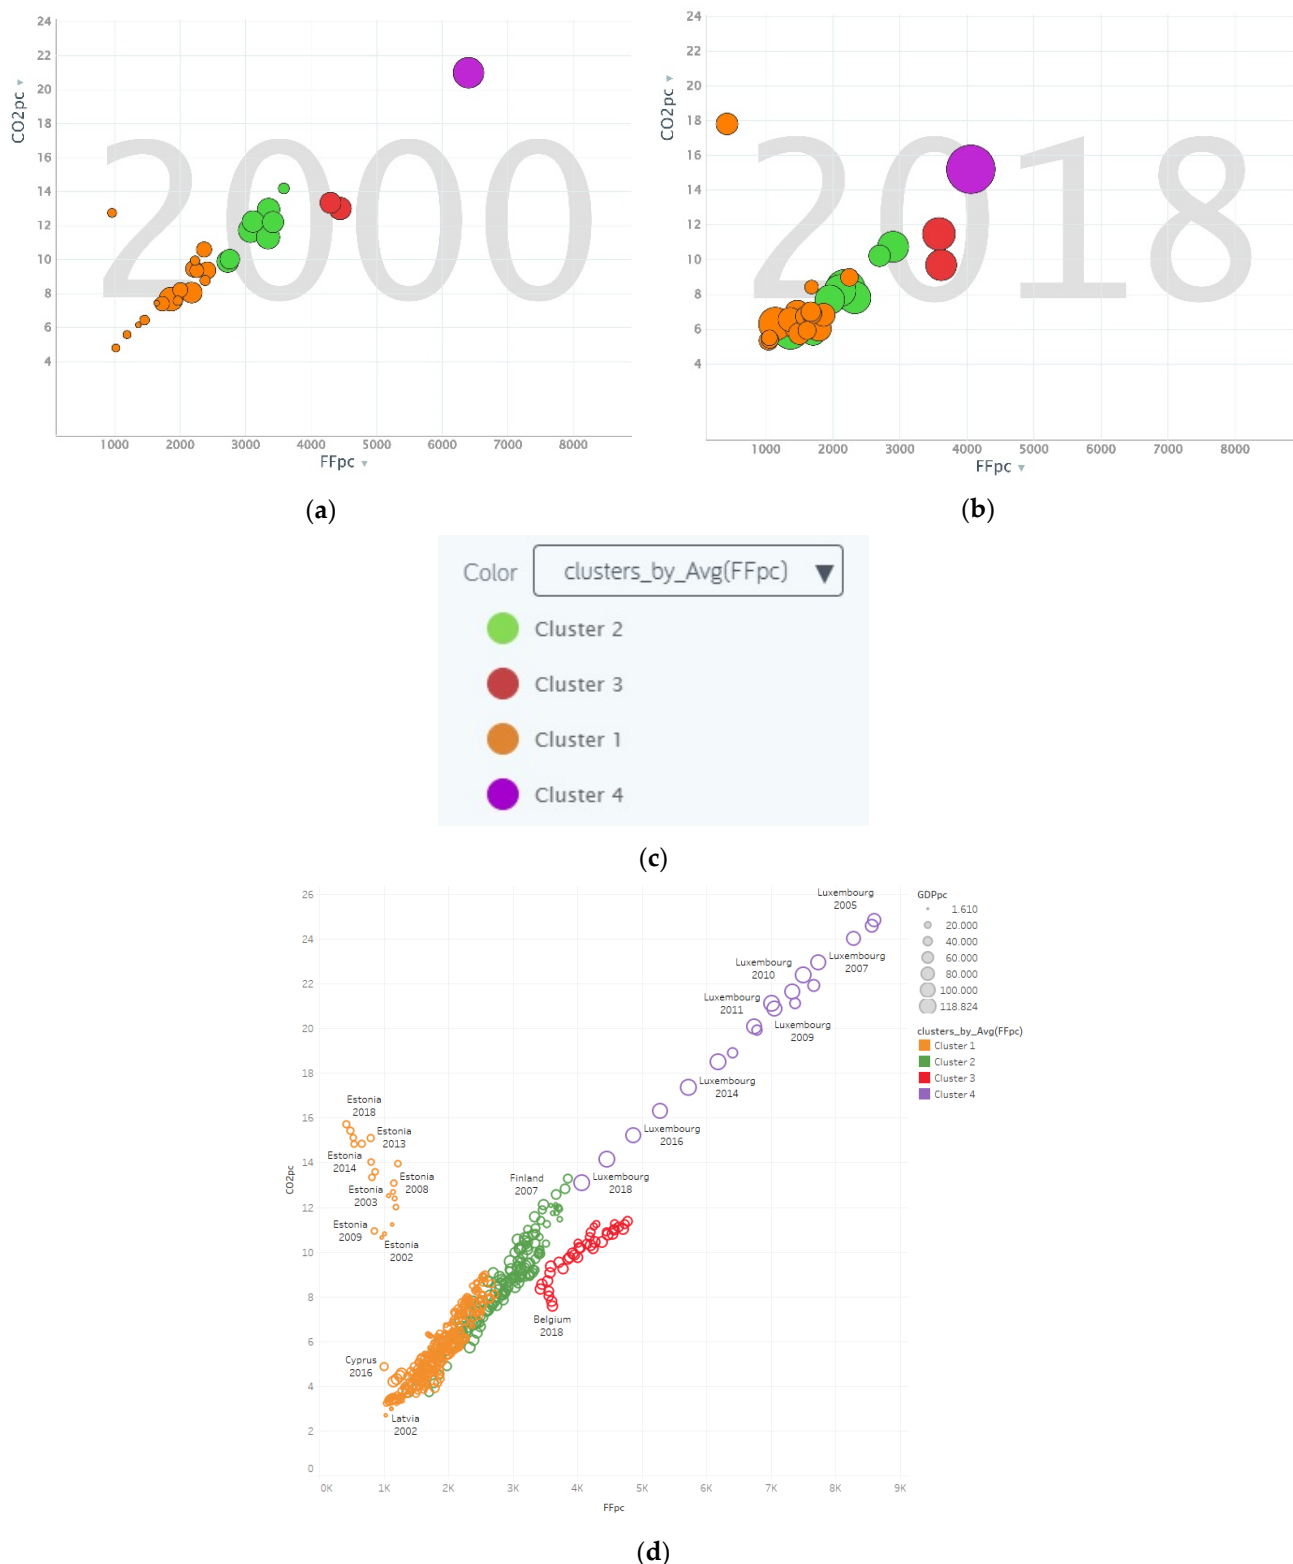 24
22
20
18
16
14
12
10
8
6
4
CO2pc ▼
2000
1000 2000 3000 4000 5000 6000 7000 8000
FFpc ▼
(a)
24
22
20
18
16
14
12
10
8
6
4
CO2pc ▼
2018
1000 2000 3000 4000 5000 6000 7000 8000
FFpc ▼
(b)
Color clusters_by_Avg(FFpc) ▼
Cluster 2
Cluster 3
Cluster 1
Cluster 4
(c)
26
24
22
20
18
16
14
12
10
8
6
4
2
0
CO2pc
Luxembourg
2005
Luxembourg
2007
Luxembourg
2010
Luxembourg
2011
Luxembourg
2009
Luxembourg
2014
Luxembourg
2016
Luxembourg
2018
Estonia
2018
Estonia
2013
Estonia
2014
Estonia
2008
Estonia
2003
Estonia
2009
Estonia
2002
Finland
2007
Belgium
2018
Cyprus
2016
Latvia
2002
0K 1K 2K 3K 4K 5K 6K 7K 8K 9K
FFpc
GDPpc
1.610
20.000
40.000
60.000
80.000
100.000
118.824
clusters_by_Avg(FFpc)
Cluster 1
Cluster 2
Cluster 3
Cluster 4
(d)